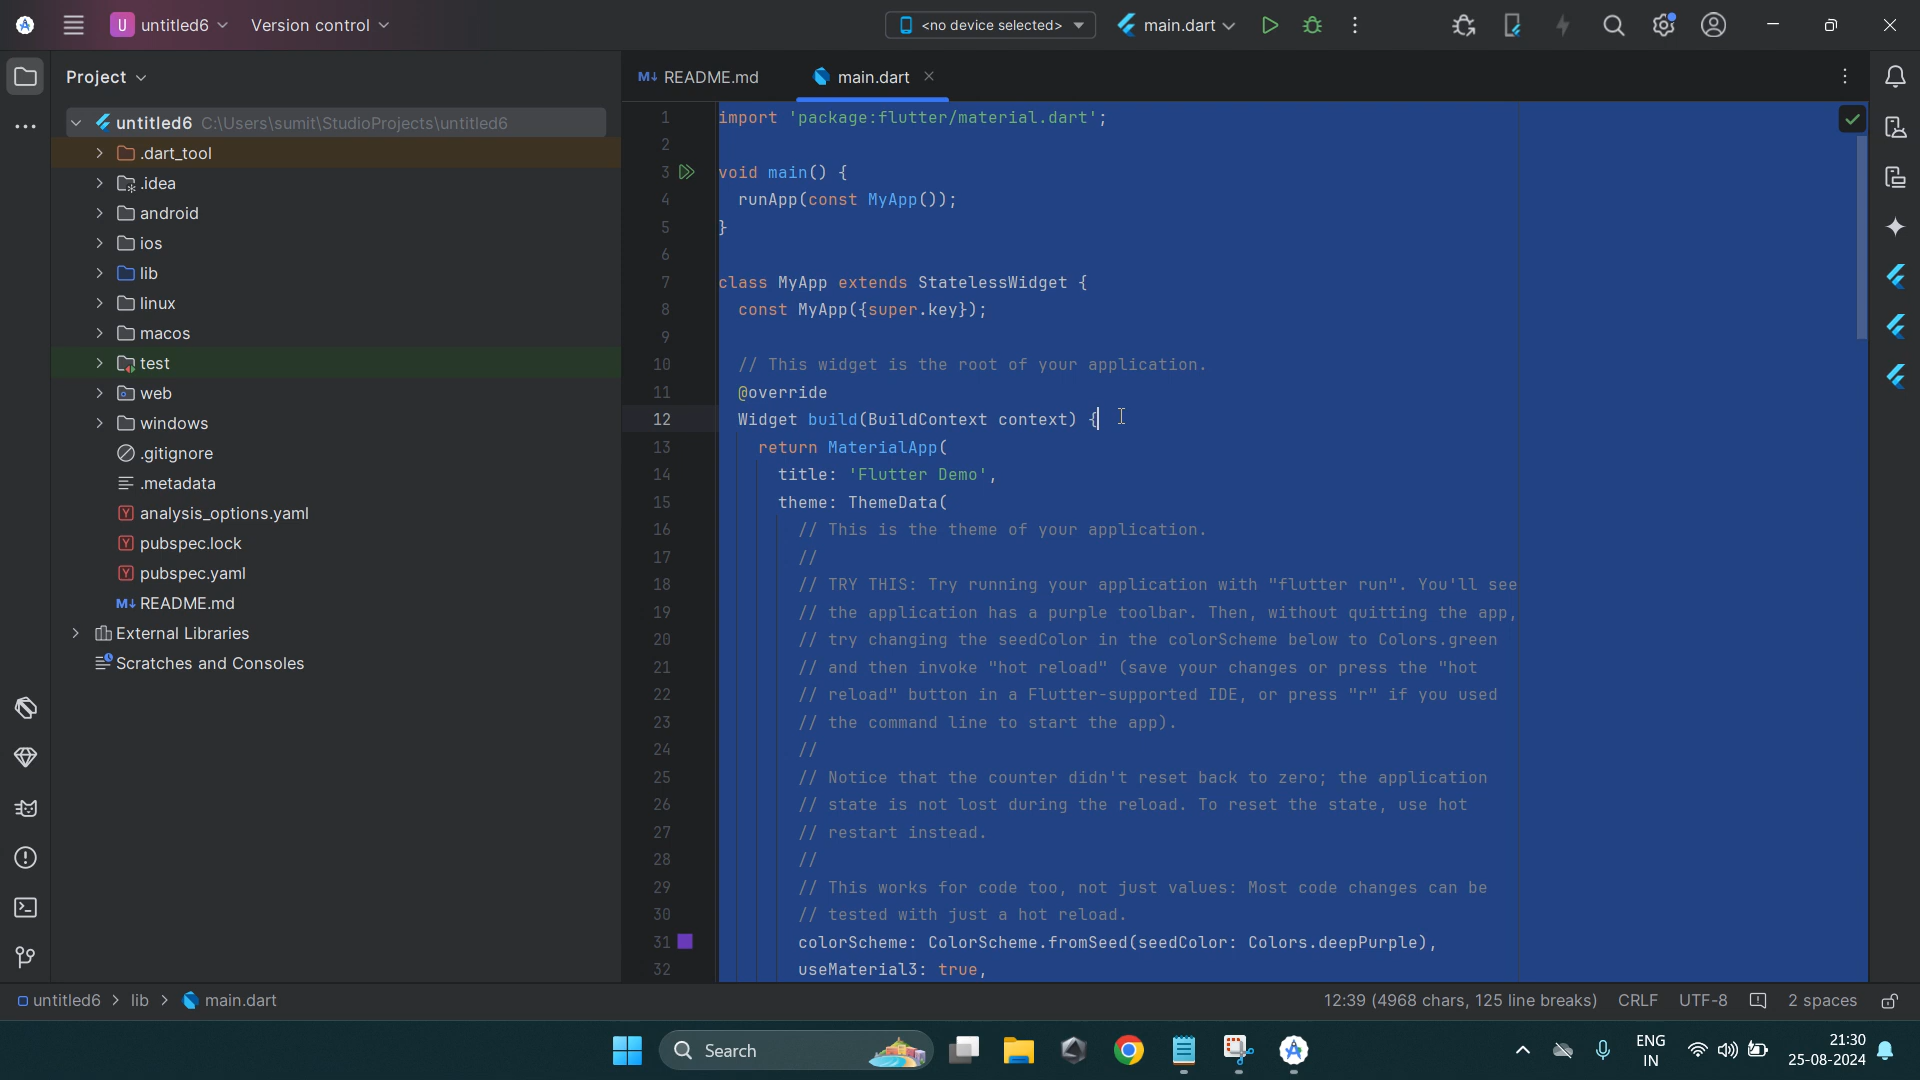 U untitled6 Version control <no device selected> main.dart
Project
README.md main.dart
untitled6 C:\Users\sumit\StudioProjects\untitled6
.dart_tool
.idea
android
ios
lib
linux
macos
test
web
windows
.gitignore
.metadata
analysis_options.yaml
pubspec.lock
pubspec.yaml
M↓ README.md
External Libraries
Scratches and Consoles
1 import 'package:flutter/material.dart';
2
3 void main() {
4 runApp(const MyApp());
5 }
6
7 class MyApp extends StatelessWidget {
8 const MyApp({super.key});
9
10 // This widget is the root of your application.
11 @override
12 Widget build(BuildContext context) {
13 return MaterialApp(
14 title: 'Flutter Demo',
15 theme: ThemeData(
16 // This is the theme of your application.
17 //
18 // TRY THIS: Try running your application with "flutter run". You'll see
19 // the application has a purple toolbar. Then, without quitting the app,
20 // try changing the seedColor in the colorScheme below to Colors.green
21 // and then invoke "hot reload" (save your changes or press the "hot
22 // reload" button in a Flutter-supported IDE, or press "r" if you used
23 // the command line to start the app).
24 //
25 // Notice that the counter didn't reset back to zero; the application
26 // state is not lost during the reload. To reset the state, use hot
27 // restart instead.
28 //
29 // This works for code too, not just values: Most code changes can be
30 // tested with just a hot reload.
31 colorScheme: ColorScheme.fromSeed(seedColor: Colors.deepPurple),
32 useMaterial3: true,
untitled6 > lib > main.dart 12:39 (4968 chars, 125 line breaks) CRLF UTF-8 2 spaces
Search ENG IN 21:30
25-08-2024